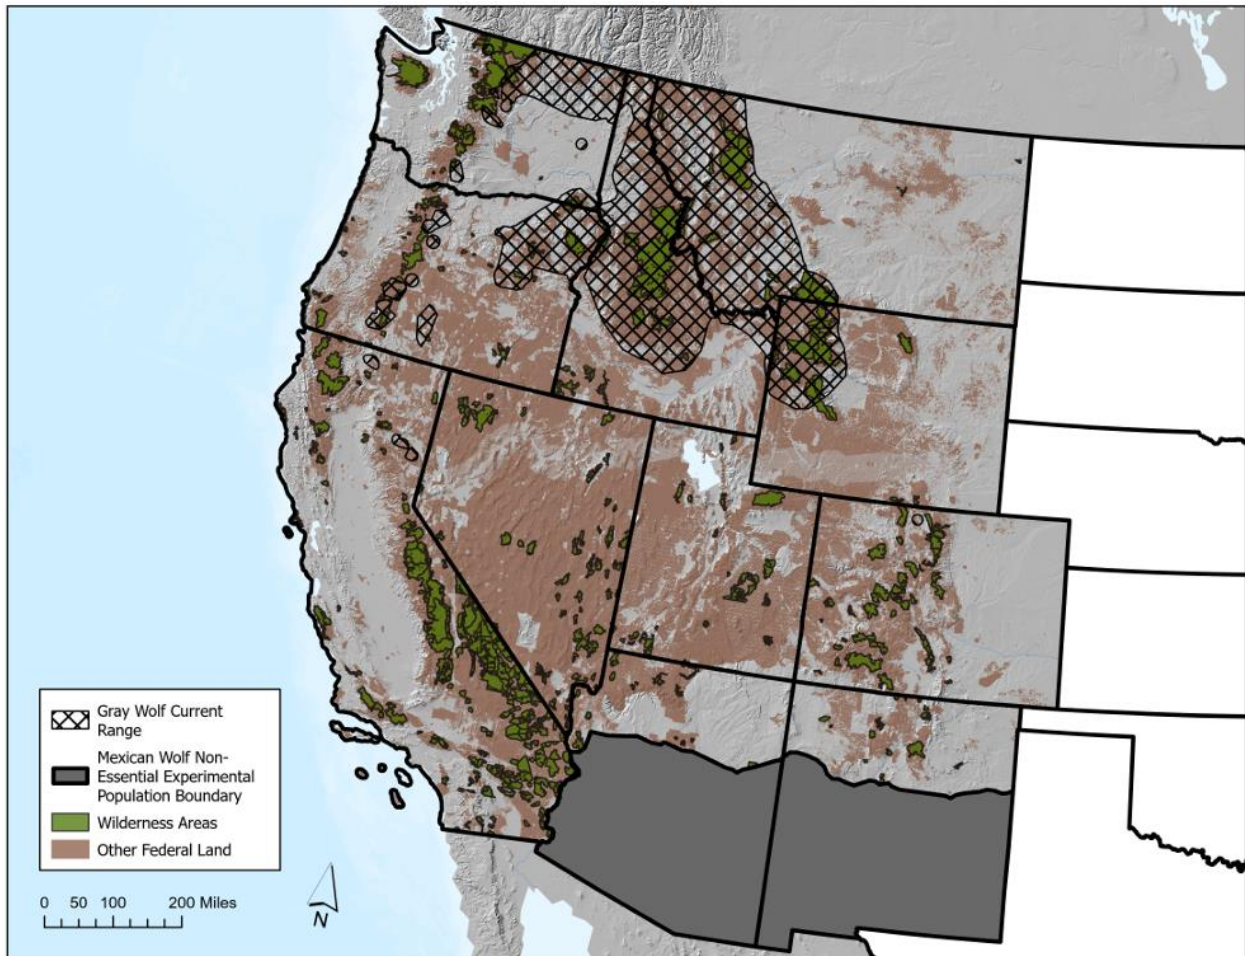 Gray Wolf Current
Range
Mexican Wolf Non-
Essential Experimental
Population Boundary
Wilderness Areas
Other Federal Land
0 50 100 200 Miles
N